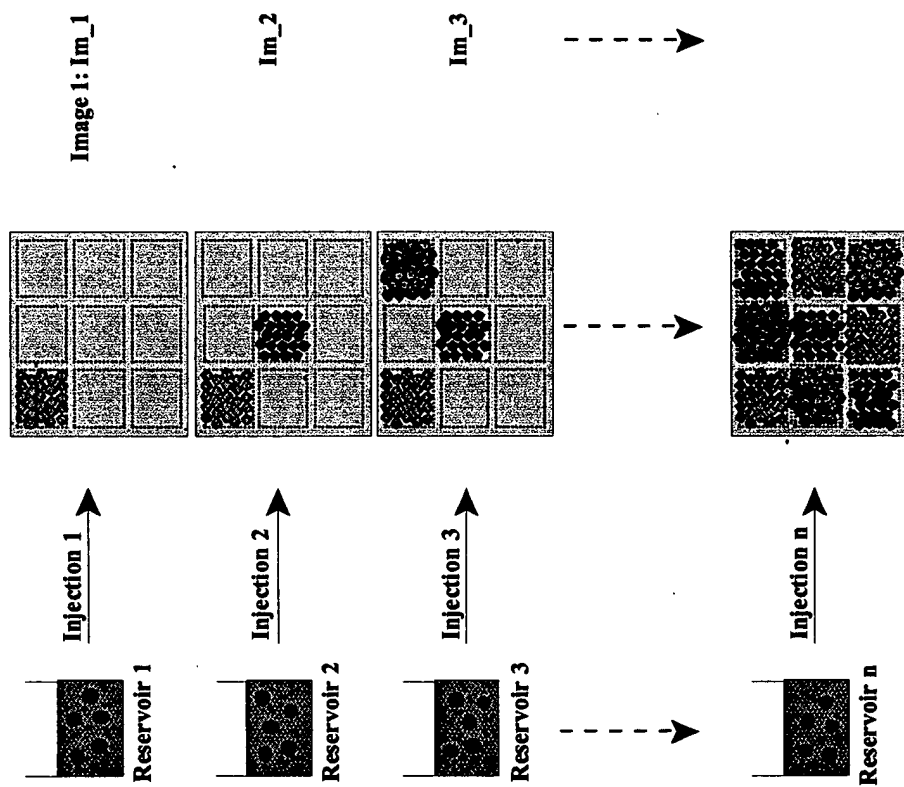 Reservoir 1
Injection 1
Image 1: Im_1
Reservoir 2
Injection 2
Im_2
Reservoir 3
Injection 3
Im_3
Reservoir n
Injection n